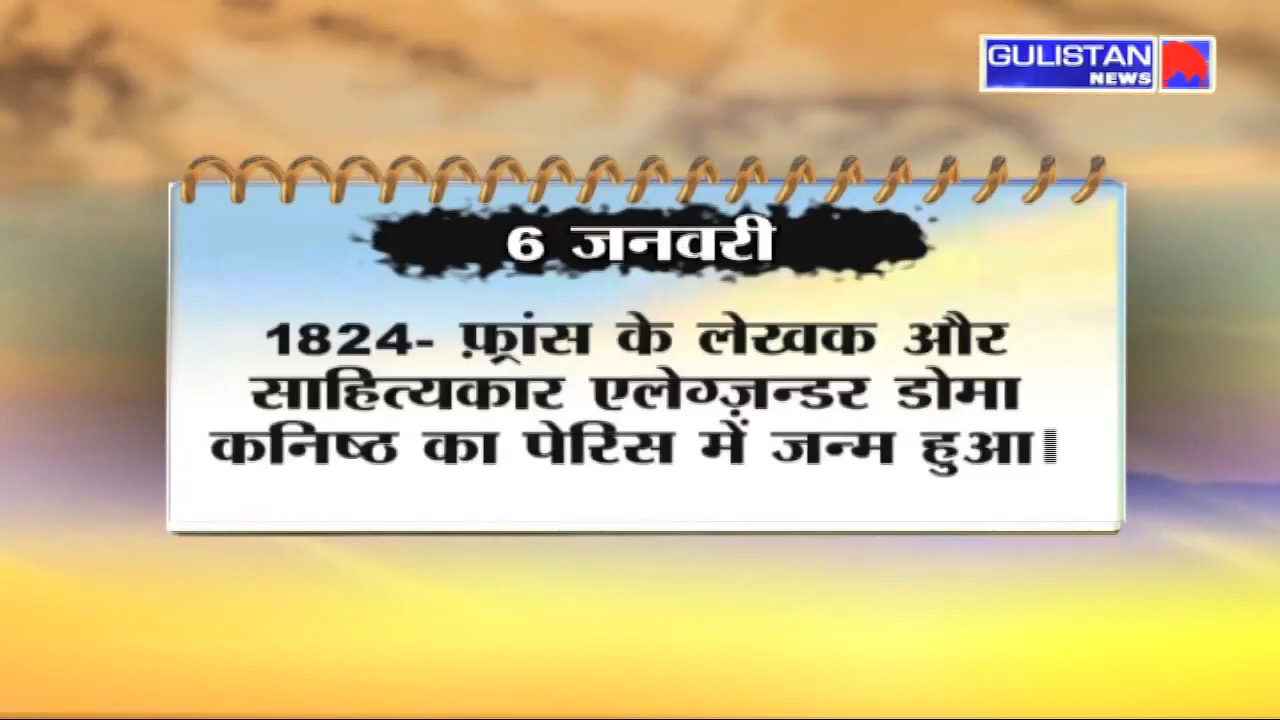 GULISTAN
NEWS
6 जनवरी
1824- फ़्रांस के लेखक और
साहित्यकार एलेग्ज़न्डर डोमा
कनिष्ठ का पेरिस में जन्म हुआ।